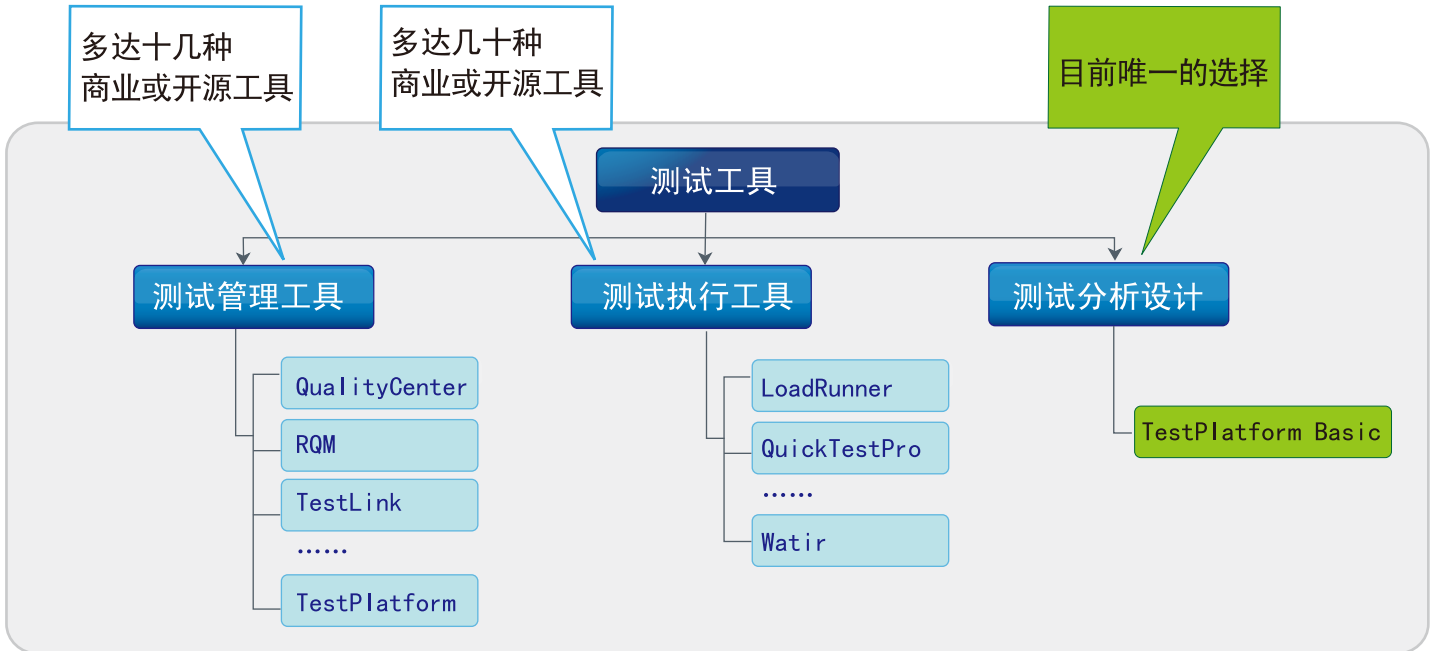 多达十几种
商业或开源工具
多达几十种
商业或开源工具
目前唯一的选择
测试工具
测试管理工具
测试执行工具
测试分析设计
QualityCenter
RQM
TestLink
……
TestPlatform
LoadRunner
QuickTestPro
……
Watir
TestPlatform Basic